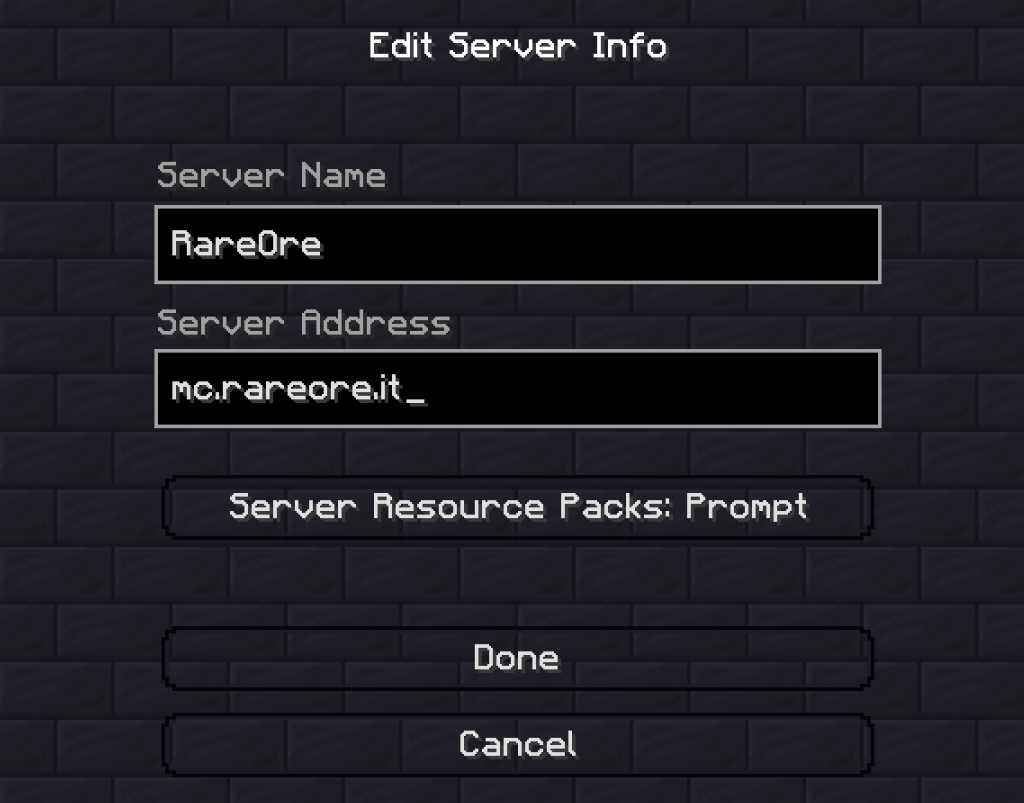 Edit Server Info
Server Name
RareOre
Server Address
mc.rareore.it_
Server Resource Packs: Prompt
Done
Cancel